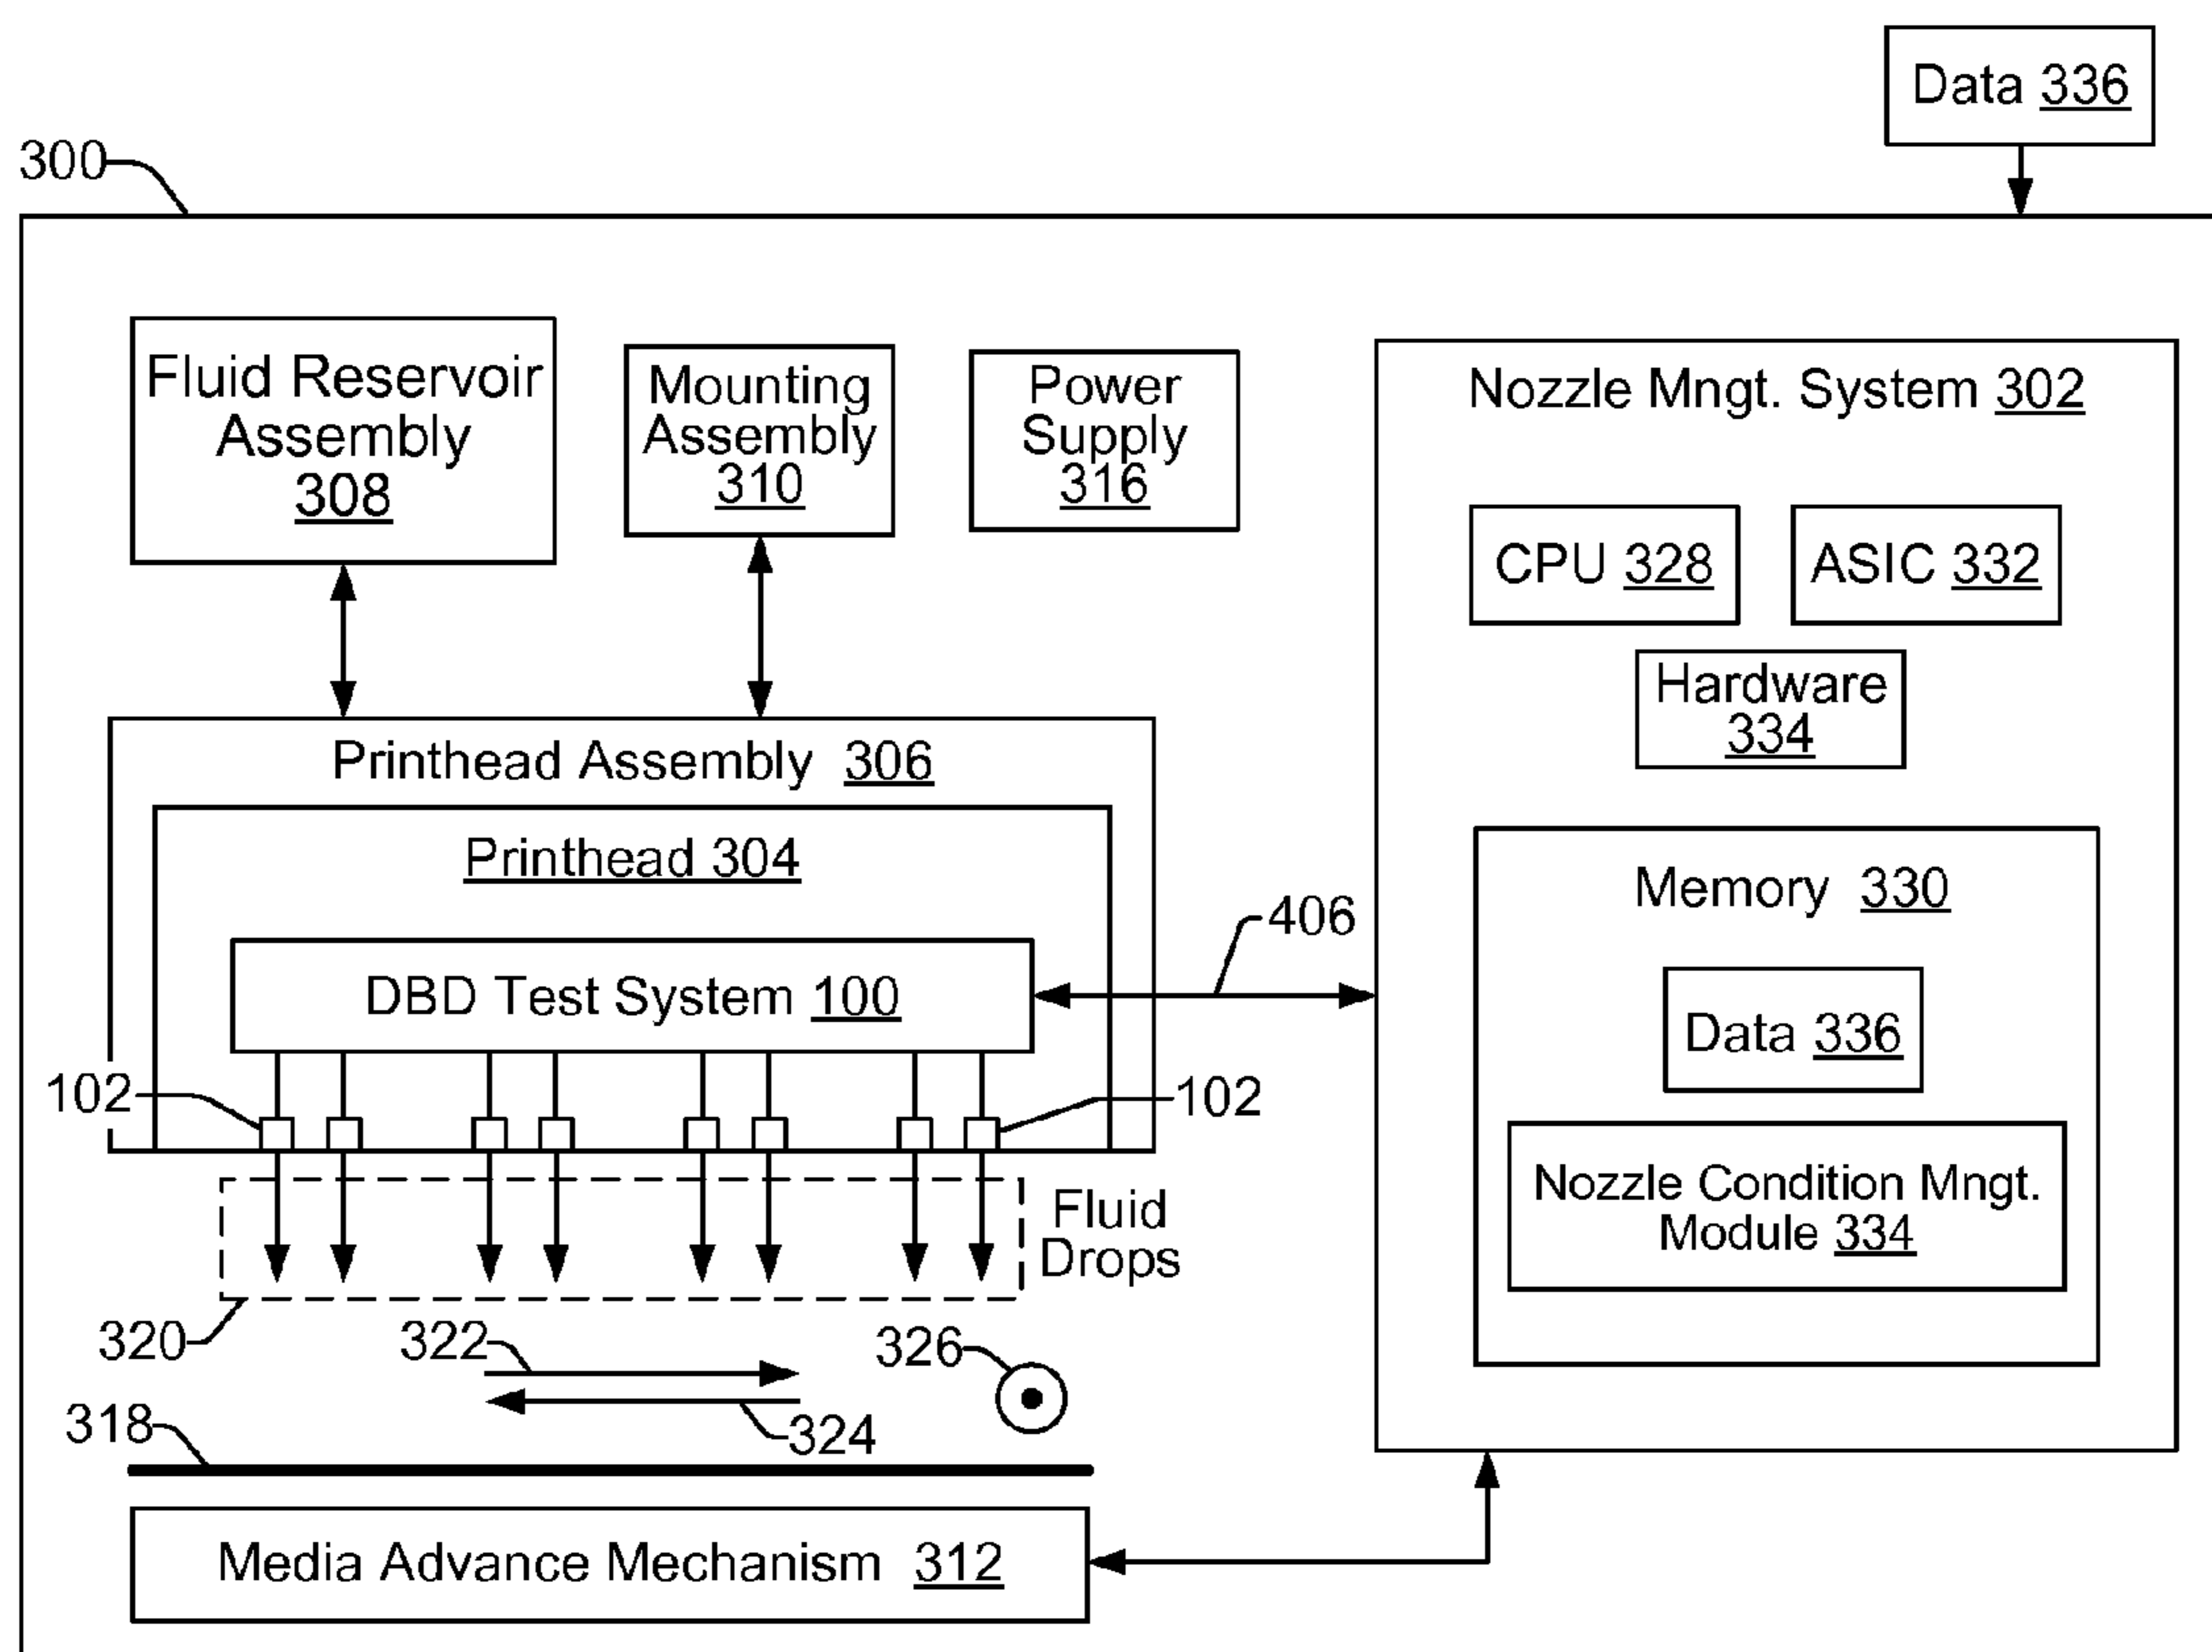 Data 336
300
Fluid Reservoir
Assembly
308
Mounting
Assembly
310
Power
Supply
316
Nozzle Mngt. System 302
CPU 328
ASIC 332
Hardware
334
Printhead Assembly 306
Printhead 304
Memory 330
406
DBD Test System 100
Data 336
102
102
Nozzle Condition Mngt.
Module 334
Fluid
Drops
320
322
326
318
324
Media Advance Mechanism 312